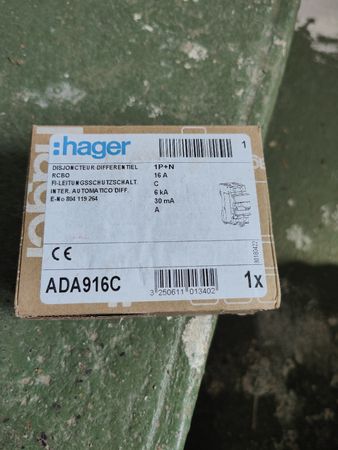 :hager
1
DISJONCTEUR DIFFERENTIEL 1P+N
RCBO 16 A
FI-LEITUNGSSCHUTZSCHALT. C
INTER. AUTOMATICO DIFF. 6 kA
E-No 804 119 264 30 mA
A
CE
ADA916C
3 250611 013402
1x